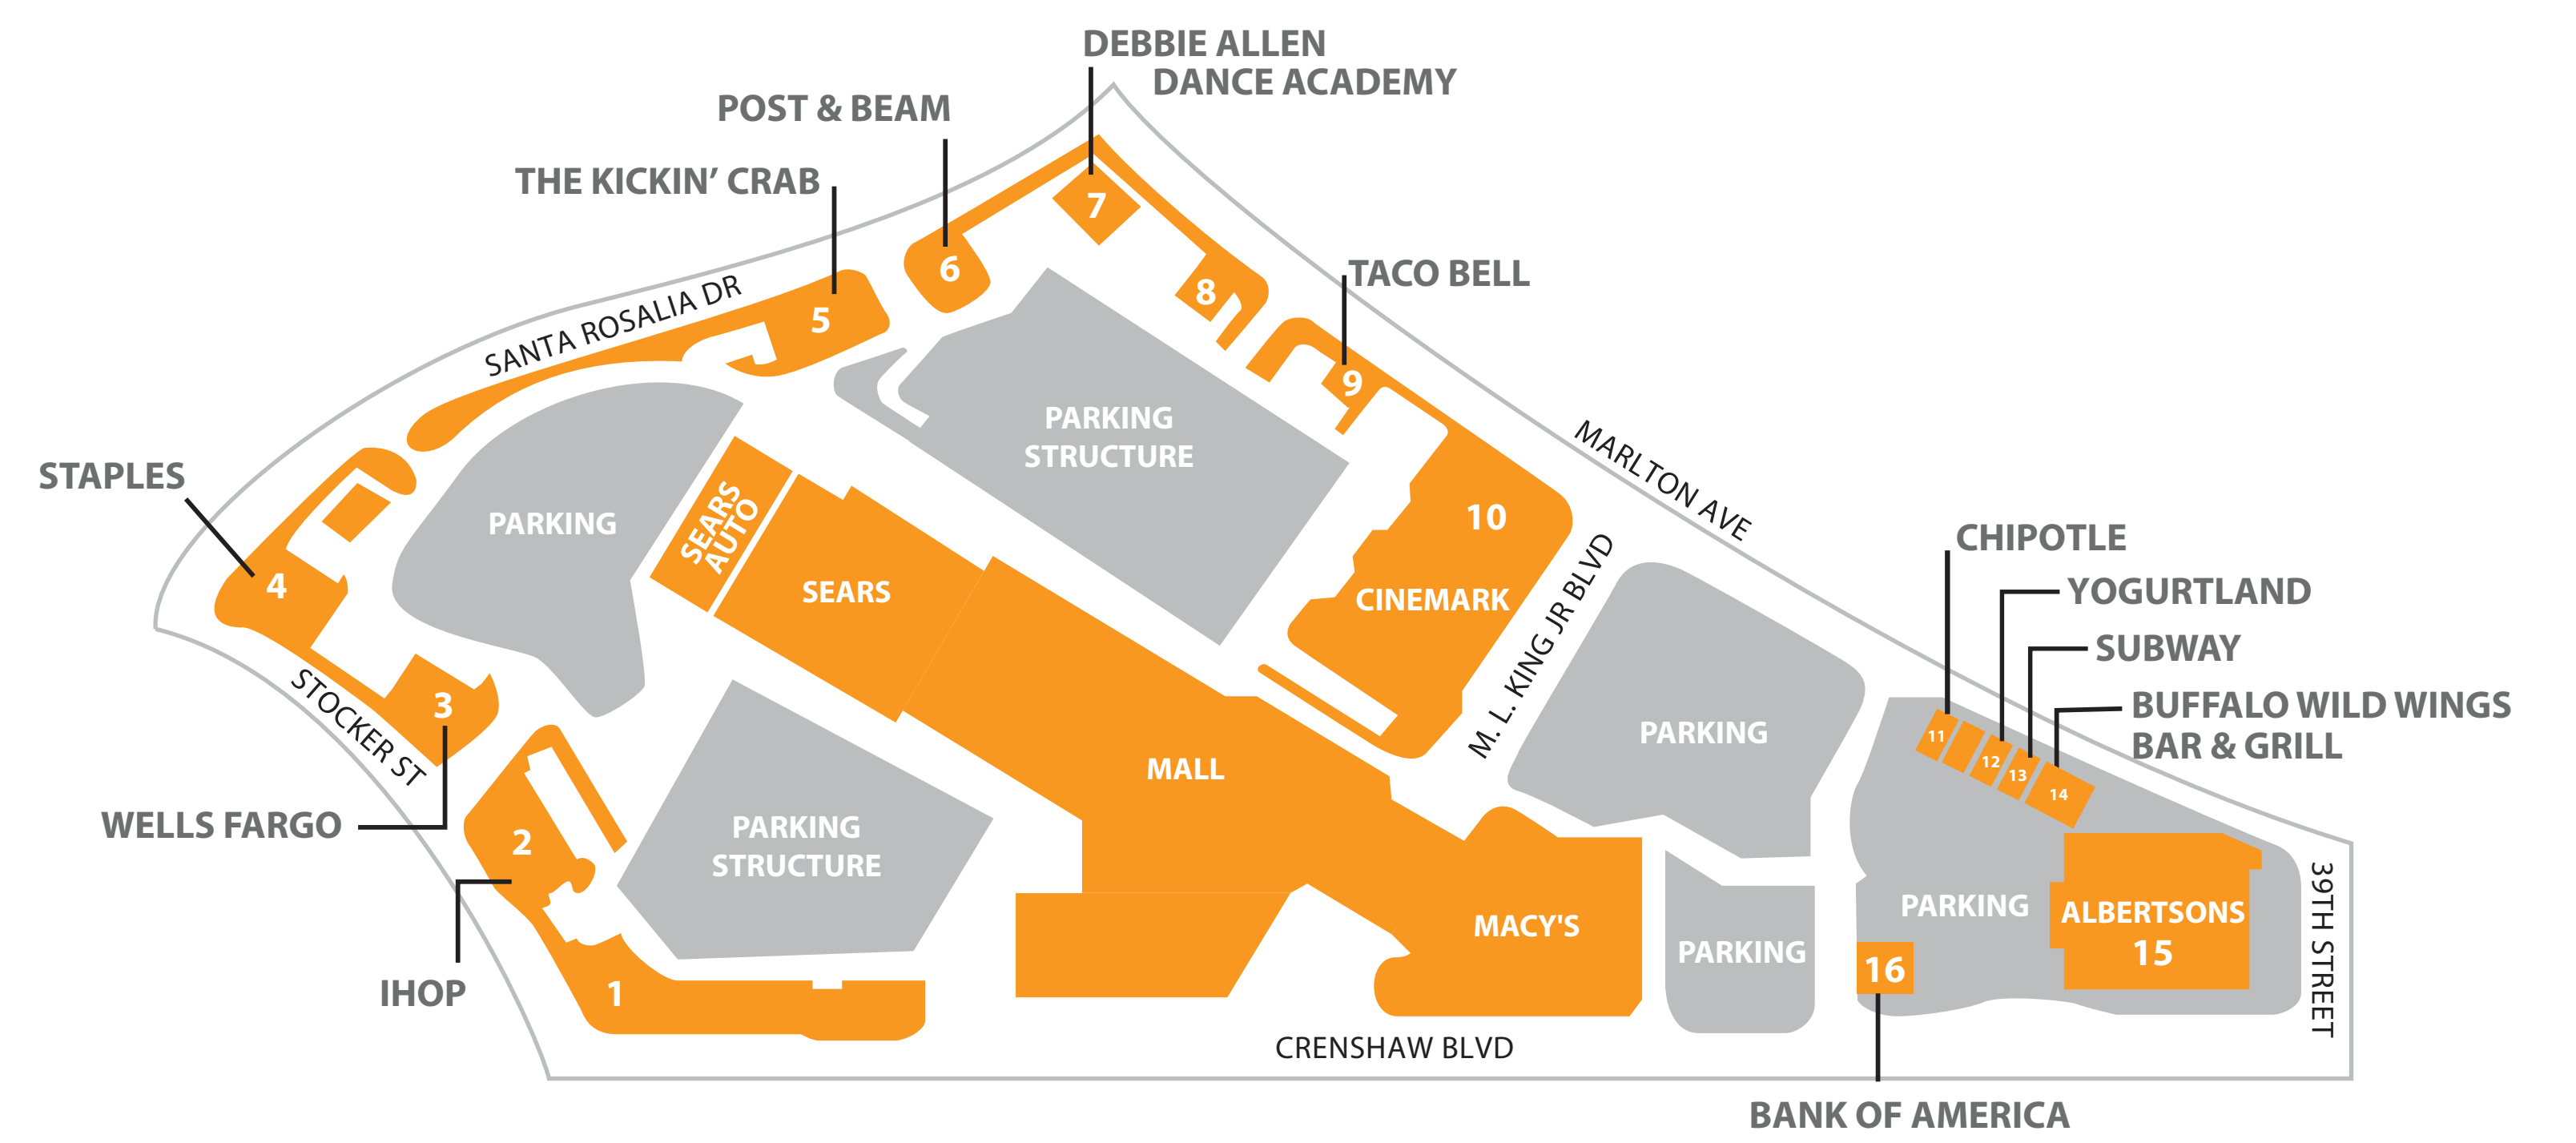 DEBBIE ALLEN
DANCE ACADEMY
POST & BEAM
THE KICKIN’ CRAB
7
6
8
TACO BELL
5
9
SANTA ROSALIA DR
PARKING
STRUCTURE
MARLTON AVE
STAPLES
4
PARKING
SEARS
AUTO
SEARS
10
CINEMARK
M. L. KING JR BLVD
CHIPOTLE
YOGURTLAND
SUBWAY
BUFFALO WILD WINGS
BAR & GRILL
11
12
13
14
3
STOCKER ST
WELLS FARGO
2
IHOP
1
PARKING
STRUCTURE
MALL
MACY'S
PARKING
PARKING
PARKING
ALBERTSONS
15
16
39TH STREET
CRENSHAW BLVD
BANK OF AMERICA